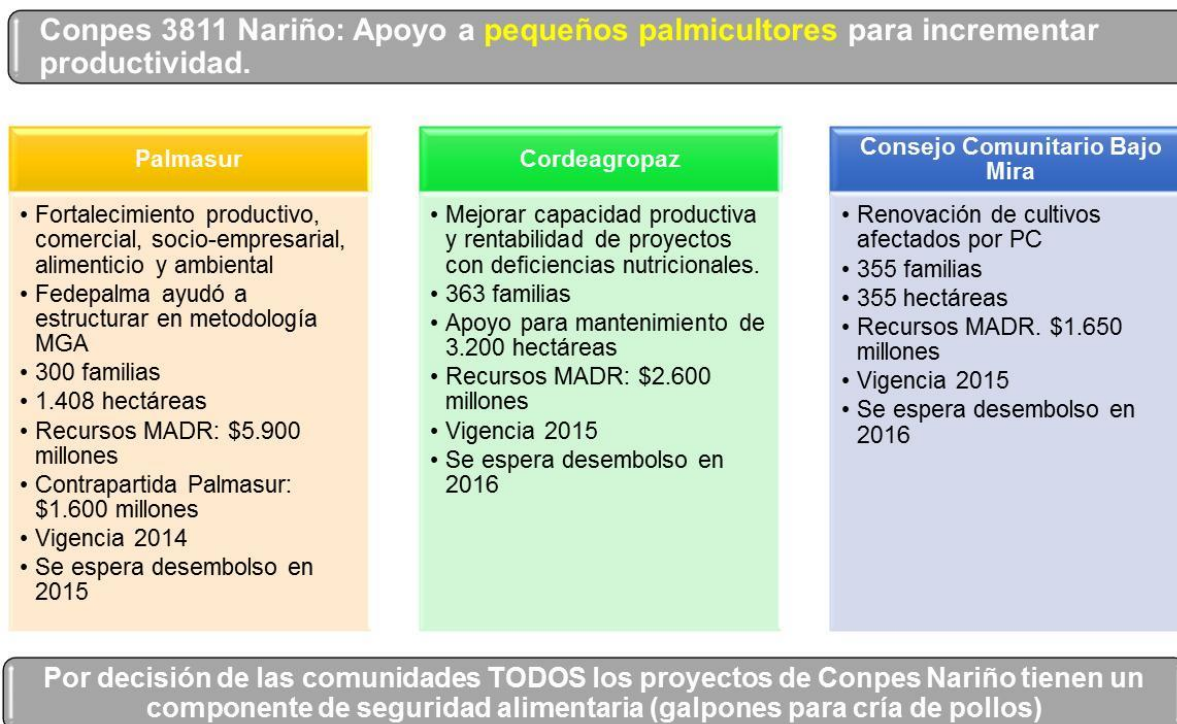 Conpes 3811 Nariño: Apoyo a pequeños palmicultores para incrementar
productividad.
Palmasur
• Fortalecimiento productivo,
comercial, socio-empresarial,
alimenticio y ambiental
• Fedepalma ayudó a
estructurar en metodología
MGA
• 300 familias
• 1.408 hectáreas
• Recursos MADR: $5.900
millones
• Contrapartida Palmasur:
$1.600 millones
• Vigencia 2014
• Se espera desembolso en
2015
Cordeagropaz
• Mejorar capacidad productiva
y rentabilidad de proyectos
con deficiencias nutricionales.
• 363 familias
• Apoyo para mantenimiento de
3.200 hectáreas
• Recursos MADR: $2.600
millones
• Vigencia 2015
• Se espera desembolso en
2016
Consejo Comunitario Bajo
Mira
• Renovación de cultivos
afectados por PC
• 355 familias
• 355 hectáreas
• Recursos MADR. $1.650
millones
• Vigencia 2015
• Se espera desembolso en
2016
Por decisión de las comunidades TODOS los proyectos de Conpes Nariño tienen un
componente de seguridad alimentaria (galpones para cría de pollos)